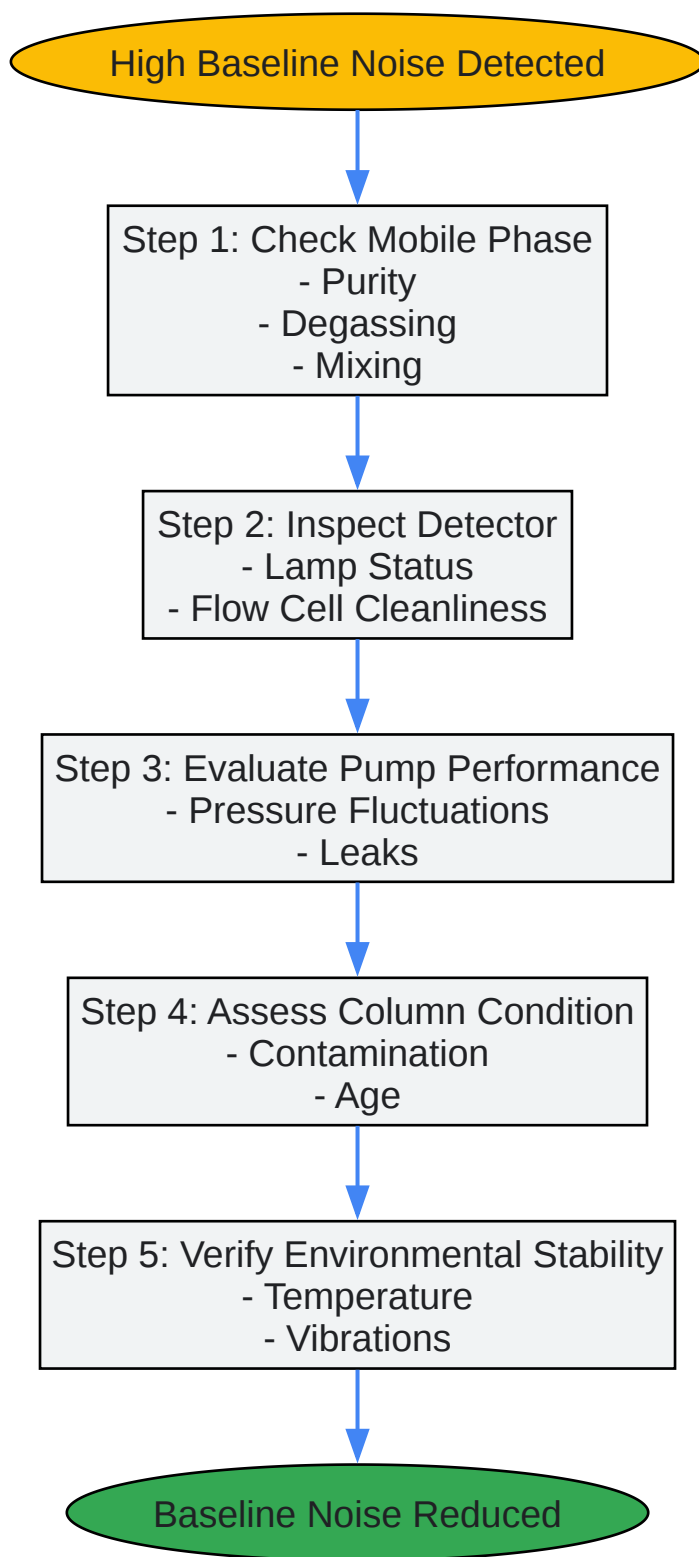 High Baseline Noise Detected
Step 1: Check Mobile Phase
- Purity
- Degassing
- Mixing
Step 2: Inspect Detector
- Lamp Status
- Flow Cell Cleanliness
Step 3: Evaluate Pump Performance
- Pressure Fluctuations
- Leaks
Step 4: Assess Column Condition
- Contamination
- Age
Step 5: Verify Environmental Stability
- Temperature
- Vibrations
Baseline Noise Reduced